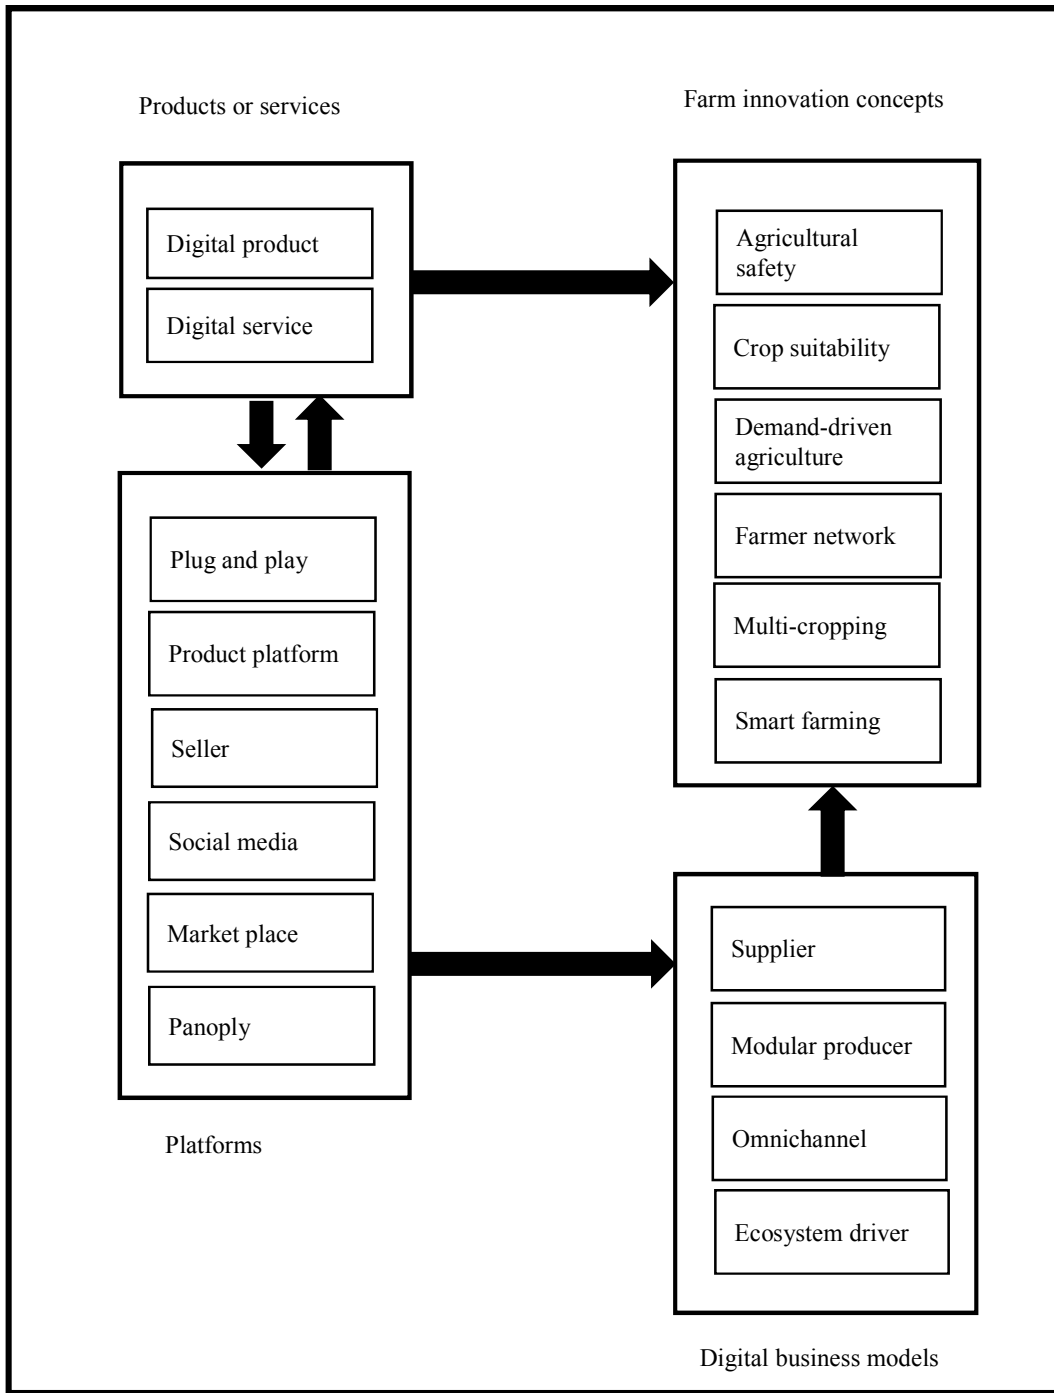 Products or services
Digital product
Digital service
Plug and play
Product platform
Seller
Social media
Market place
Panoply
Platforms
Farm innovation concepts
Agricultural
safety
Crop suitability
Demand-driven
agriculture
Farmer network
Multi-cropping
Smart farming
Supplier
Modular producer
Omnichannel
Ecosystem driver
Digital business models